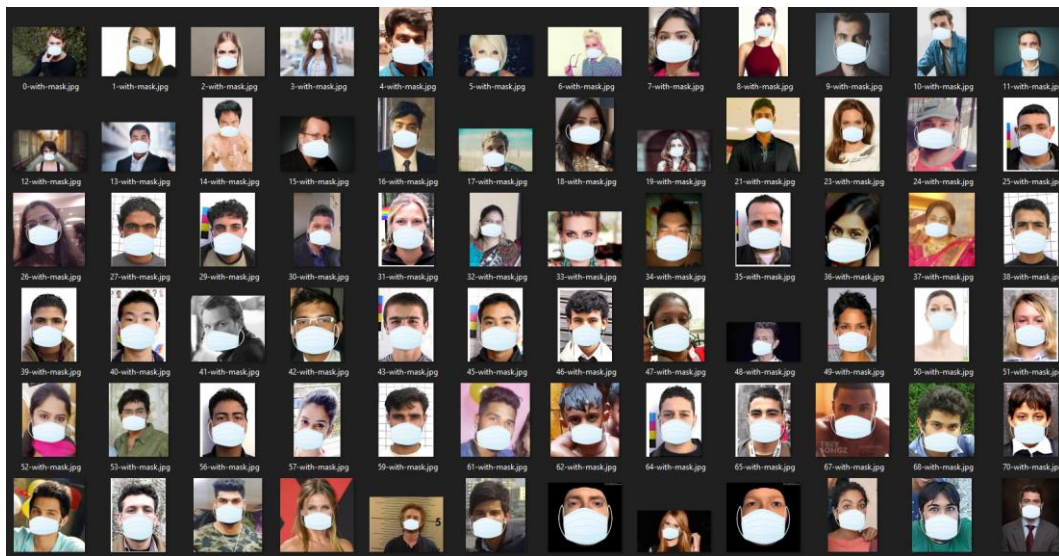 0-with-mask.jpg 1-with-mask.jpg 2-with-mask.jpg 3-with-mask.jpg 4-with-mask.jpg 5-with-mask.jpg 6-with-mask.jpg 7-with-mask.jpg 8-with-mask.jpg 9-with-mask.jpg 10-with-mask.jpg 11-with-mask.jpg
12-with-mask.jpg 13-with-mask.jpg 14-with-mask.jpg 15-with-mask.jpg 16-with-mask.jpg 17-with-mask.jpg 18-with-mask.jpg 19-with-mask.jpg 21-with-mask.jpg 23-with-mask.jpg 24-with-mask.jpg 25-with-mask.jpg
26-with-mask.jpg 27-with-mask.jpg 29-with-mask.jpg 30-with-mask.jpg 31-with-mask.jpg 32-with-mask.jpg 33-with-mask.jpg 34-with-mask.jpg 35-with-mask.jpg 36-with-mask.jpg 37-with-mask.jpg 38-with-mask.jpg
39-with-mask.jpg 40-with-mask.jpg 41-with-mask.jpg 42-with-mask.jpg 43-with-mask.jpg 45-with-mask.jpg 46-with-mask.jpg 47-with-mask.jpg 48-with-mask.jpg 49-with-mask.jpg 50-with-mask.jpg 51-with-mask.jpg
TREY
SONGZ
52-with-mask.jpg 53-with-mask.jpg 56-with-mask.jpg 57-with-mask.jpg 59-with-mask.jpg 61-with-mask.jpg 62-with-mask.jpg 64-with-mask.jpg 65-with-mask.jpg 67-with-mask.jpg 68-with-mask.jpg 70-with-mask.jpg
5